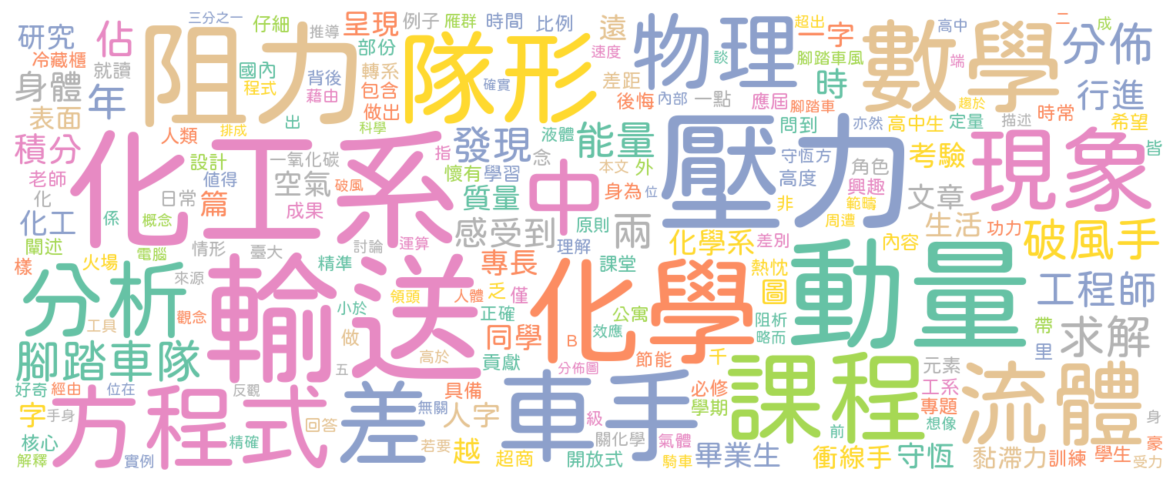 三分之一 仔細 呈現 例子 雁群 時間 比例 遠 超出 一字 高中 二 成
研究 佔 推導 部份 談 腳踏車風 端 分佈
冷藏櫃 阻力 隊形 物理 數學
就讀 國內 背後 轉系 速度 差距 時
身體 年 程式 藉由 包含 確實 後悔 內部 一點 應屆 腳踏車 趨於 行進
表面 出 做出 描述 時常
人類 排成 科學 液體 能量 問到 亦然 高中生 定量 希望
積分 化工系 發現 念 中 壓力 現象 皆
設計 一氧化碳 指 本文 外 守恆方 考驗
老師 值得 空氣 懷有 學習 高度 角色
化 日常 篇 破風 質量 身為 位 興趣 文章
成果 非 範疇
化工 係 概念 感受到 原則 兩 周遭 生活 功力 破風手
闡述 電腦 情形 臺大 討論 運算 理解 化學系 差別 內容
樣 火場 精準 專長 課堂 熱忱
分析 來源 輸送 領頭 人體 乏 僅 化學 圖 動量 工程師
工具 觀念 小於 正確 公寓 阻析 帶
腳踏車隊 做 同學 B 效應 略而 里 求解
高於 貢獻 節能 千
好奇 經由 位在 反觀 五 分佈圖 元素
方程式 差 具備 車手 必修 課程 工系 流體
字 手身 回答 無關 人字 級 學期 專題 身
核心 精確 關化學 氣體 前 想像 豪
解釋 實例 若要 越 超商 開放式 騎車 畢業生 衝線手 守恆 黏滯力 訓練 學生 受力